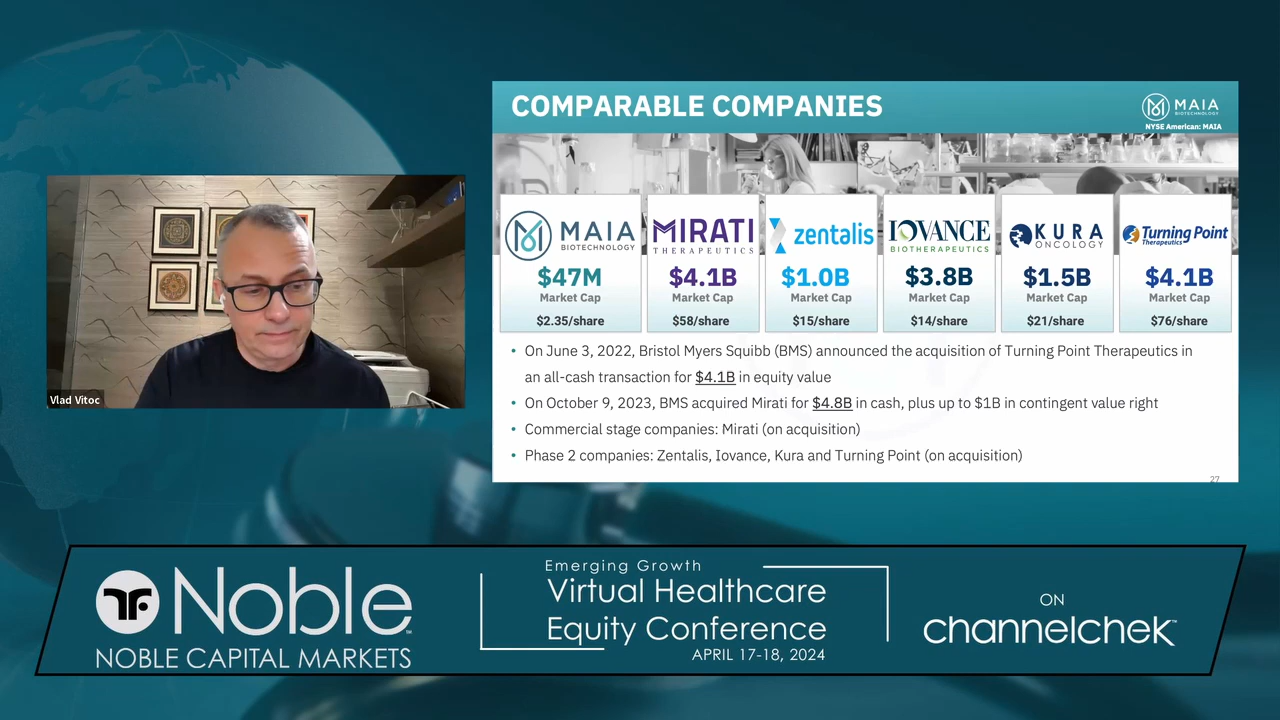 COMPARABLE COMPANIES
MAIA
BIOTECHNOLOGY
NYSE American: MAIA
MAIA
BIOTECHNOLOGY
$47M
Market Cap
$2.35/share
MIRATI
THERAPEUTICS
$4.1B
Market Cap
$58/share
zentalis
$1.0B
Market Cap
$15/share
IOVANCE
BIOTHERAPEUTICS
$3.8B
Market Cap
$14/share
KURA
ONCOLOGY
$1.5B
Market Cap
$21/share
Turning Point
Therapeutics
$4.1B
Market Cap
$76/share
• On June 3, 2022, Bristol Myers Squibb (BMS) announced the acquisition of Turning Point Therapeutics in
an all-cash transaction for $4.1B in equity value
• On October 9, 2023, BMS acquired Mirati for $4.8B in cash, plus up to $1B in contingent value right
• Commercial stage companies: Mirati (on acquisition)
• Phase 2 companies: Zentalis, Iovance, Kura and Turning Point (on acquisition)
27
Vlad Vitoc
Noble™
NOBLE CAPITAL MARKETS
Emerging Growth
Virtual Healthcare
Equity Conference
APRIL 17-18, 2024
ON
channelchek™